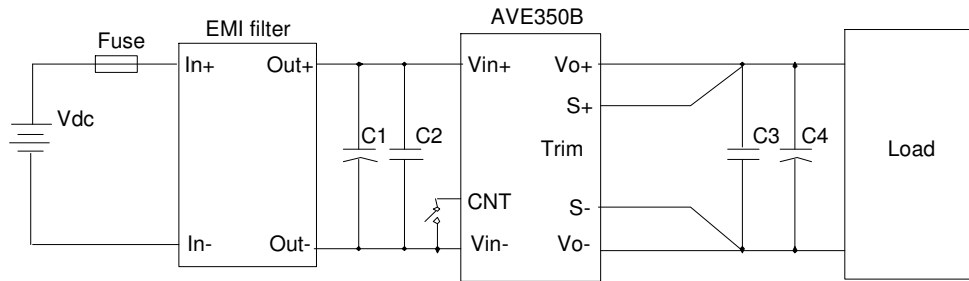 AVE350B
EMI filter
Fuse
In+
Out+
Vin+
Vo+
S+
Vdc
C1
C2
Trim
C3
C4
Load
CNT
S-
In-
Out-
Vin-
Vo-